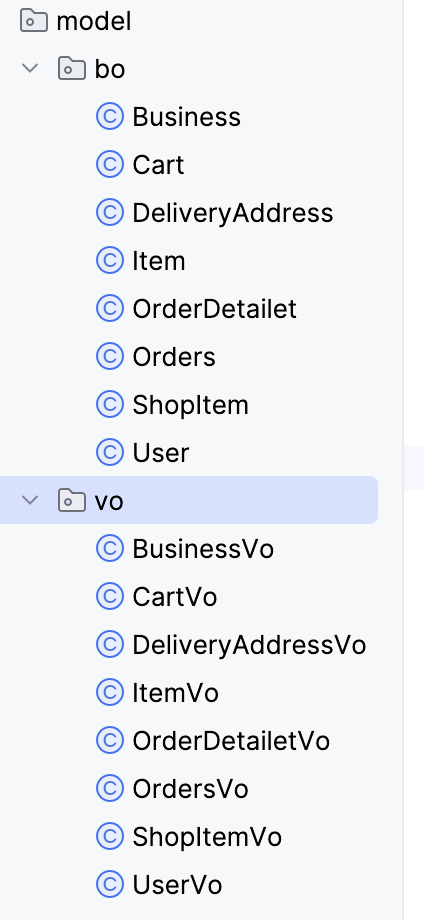 model
bo
Business
Cart
DeliveryAddress
Item
OrderDetailet
Orders
ShopItem
User
vo
BusinessVo
CartVo
DeliveryAddressVo
ItemVo
OrderDetailetVo
OrdersVo
ShopItemVo
UserVo